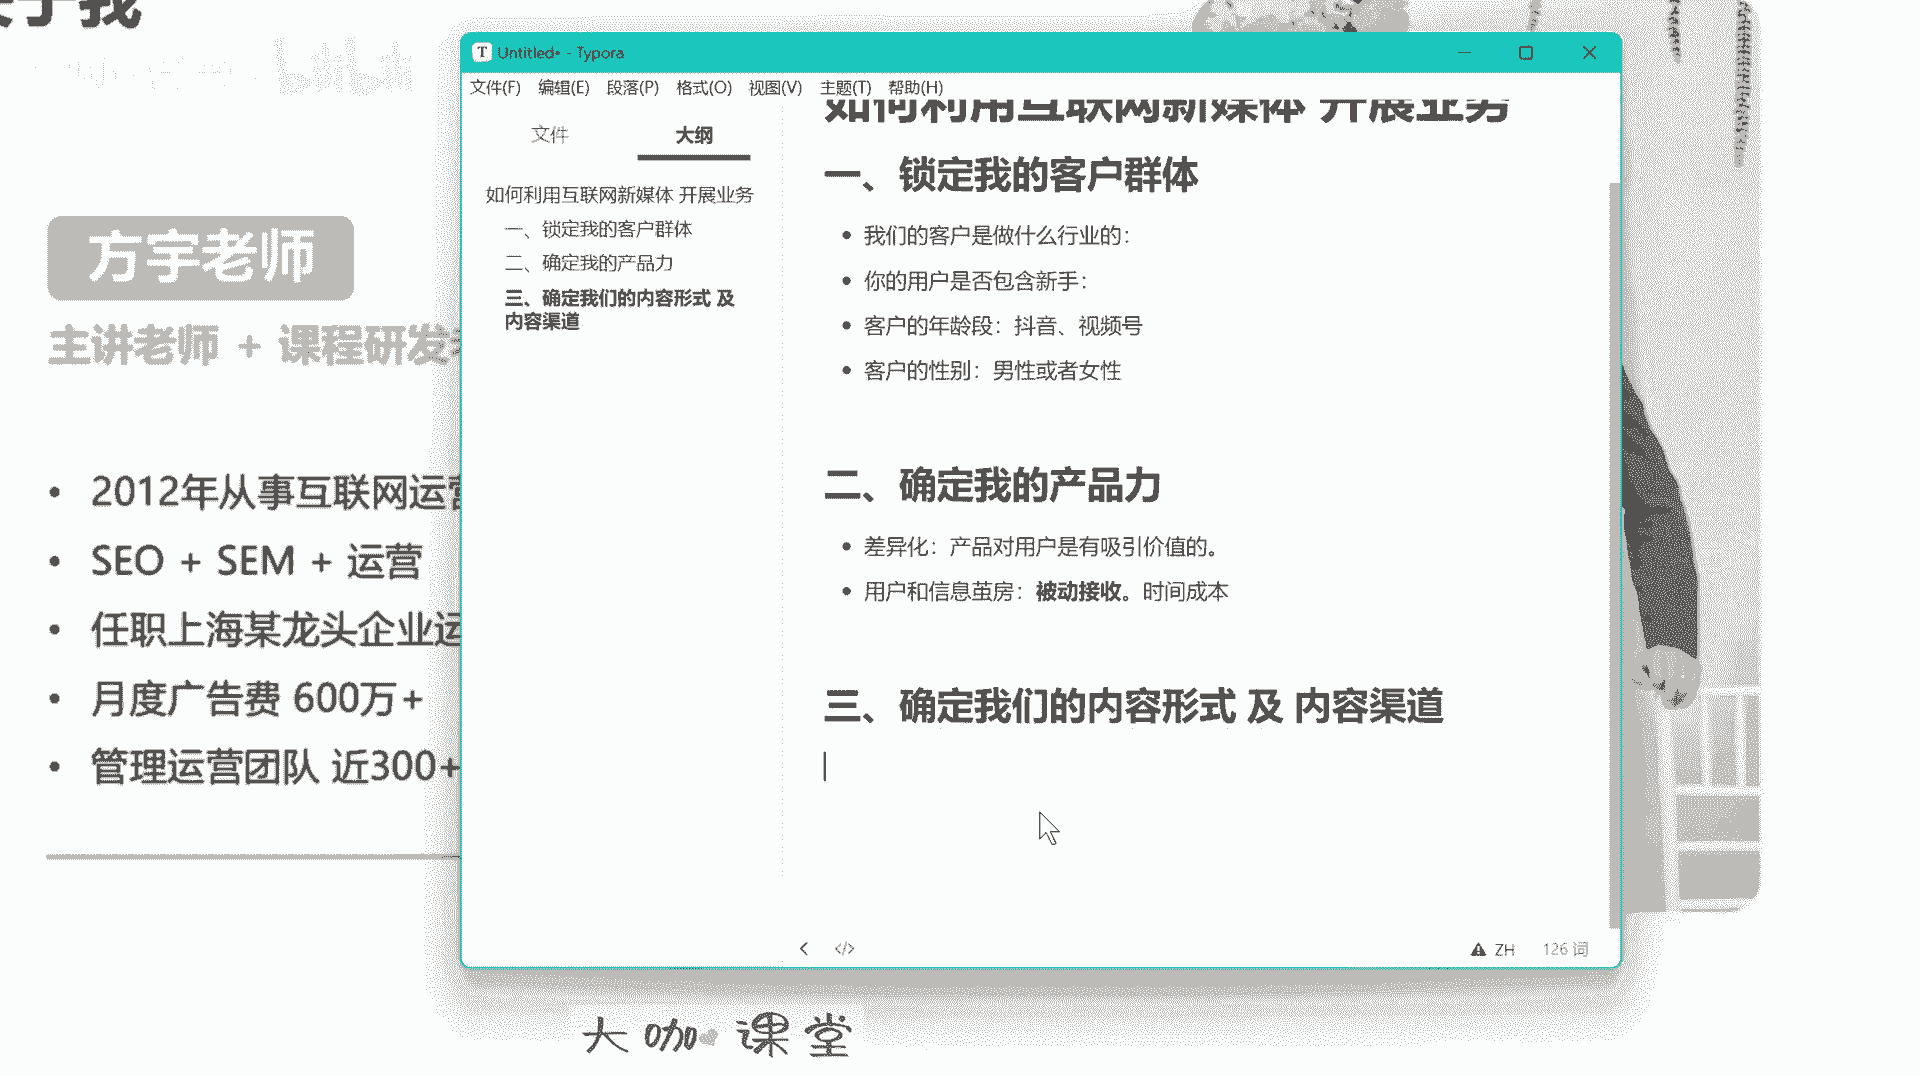 关于我
bilibili
方宇老师
主讲老师 + 课程研发
2012年从事互联网运营
SEO + SEM + 运营
任职上海某龙头企业运
月度广告费 600万+
管理运营团队 近300+
Untitled• - Typora
文件(F) 编辑(E) 段落(P) 格式(O) 视图(V) 主题(T) 帮助(H)
文件 大纲
如何利用互联网新媒体 开展业务
一、锁定我的客户群体
二、确定我的产品力
三、确定我们的内容形式 及
内容渠道
如何利用互联网新媒体 开展业务
一、锁定我的客户群体
• 我们的客户是做什么行业的：
• 你的用户是否包含新手：
• 客户的年龄段：抖音、视频号
• 客户的性别：男性或者女性
二、确定我的产品力
• 差异化：产品对用户是有吸引价值的。
• 用户和信息茧房：被动接收。时间成本
三、确定我们的内容形式 及 内容渠道
ZH 126 词
大咖课堂